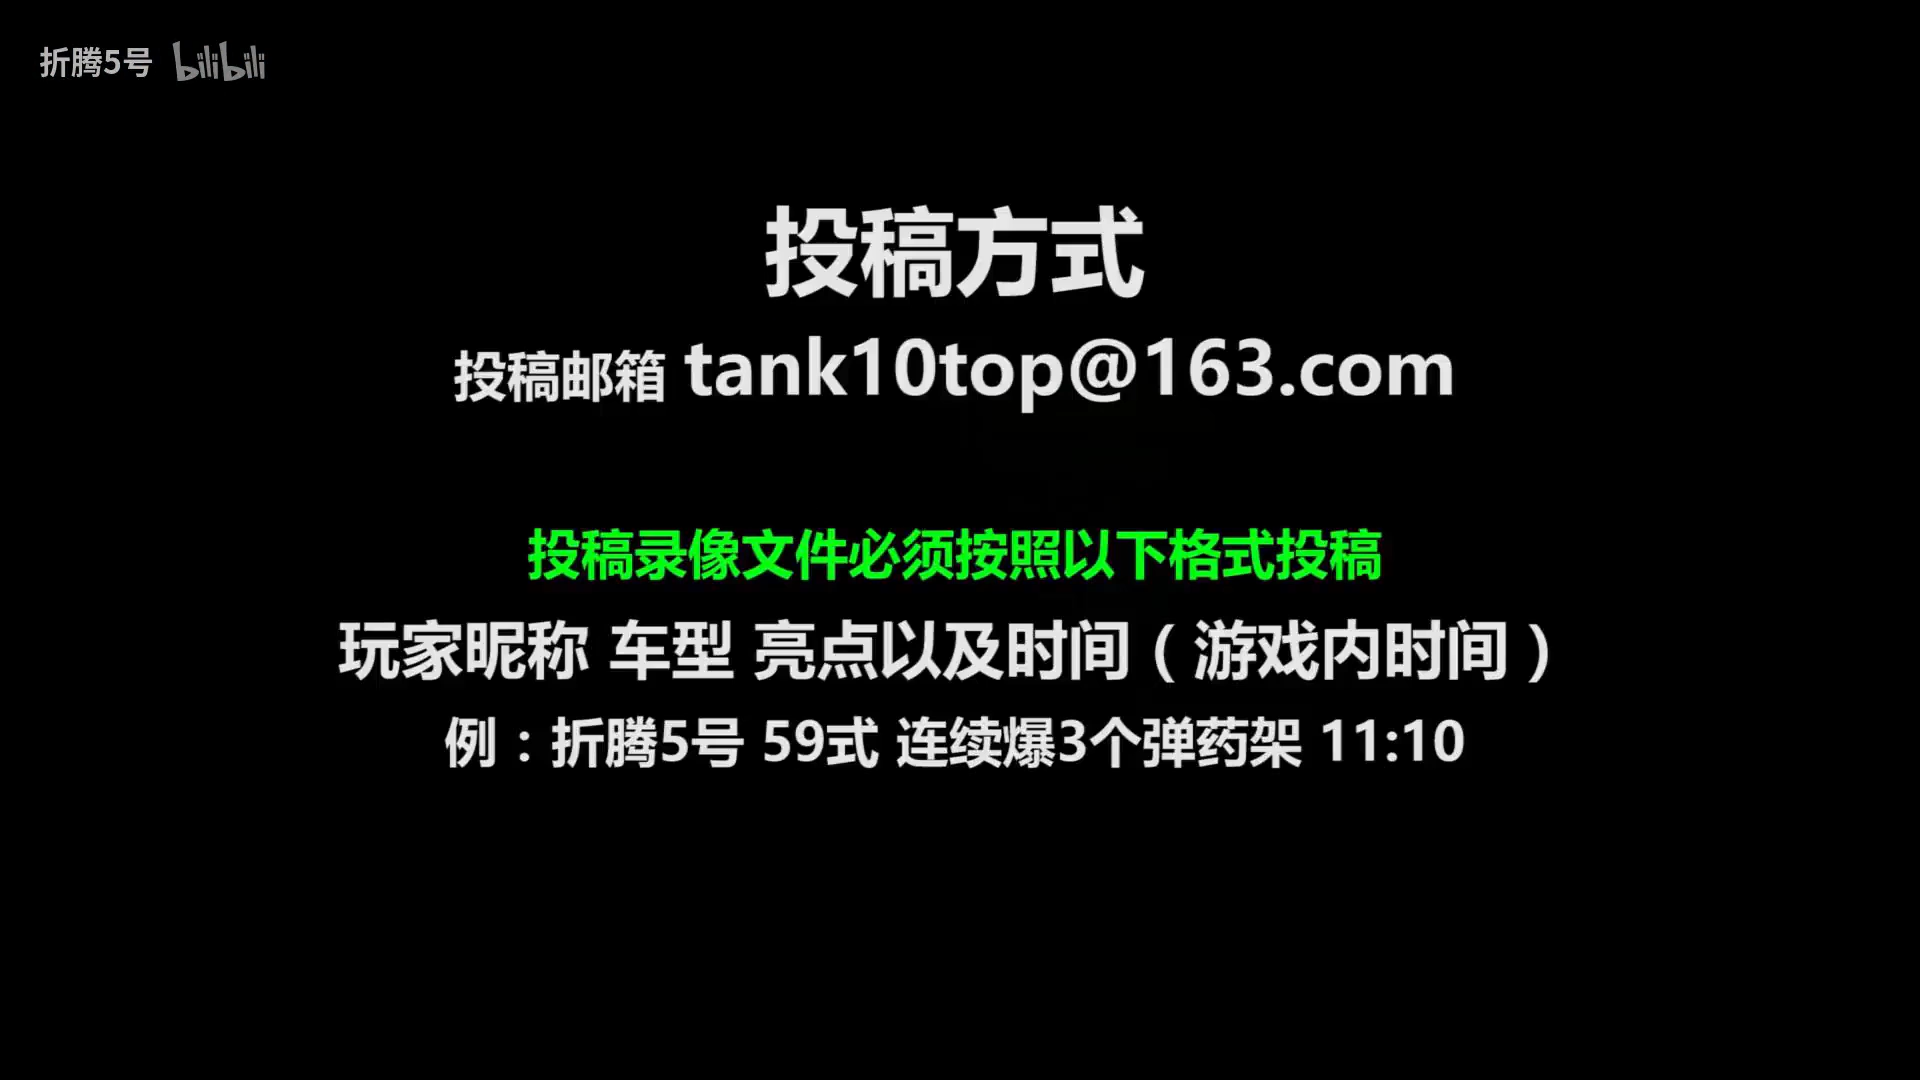 折腾5号 bilibili
投稿方式
投稿邮箱 tank10top@163.com
投稿录像文件必须按照以下格式投稿
玩家昵称 车型 亮点以及时间（游戏内时间）
例：折腾5号 59式 连续爆3个弹药架 11:10